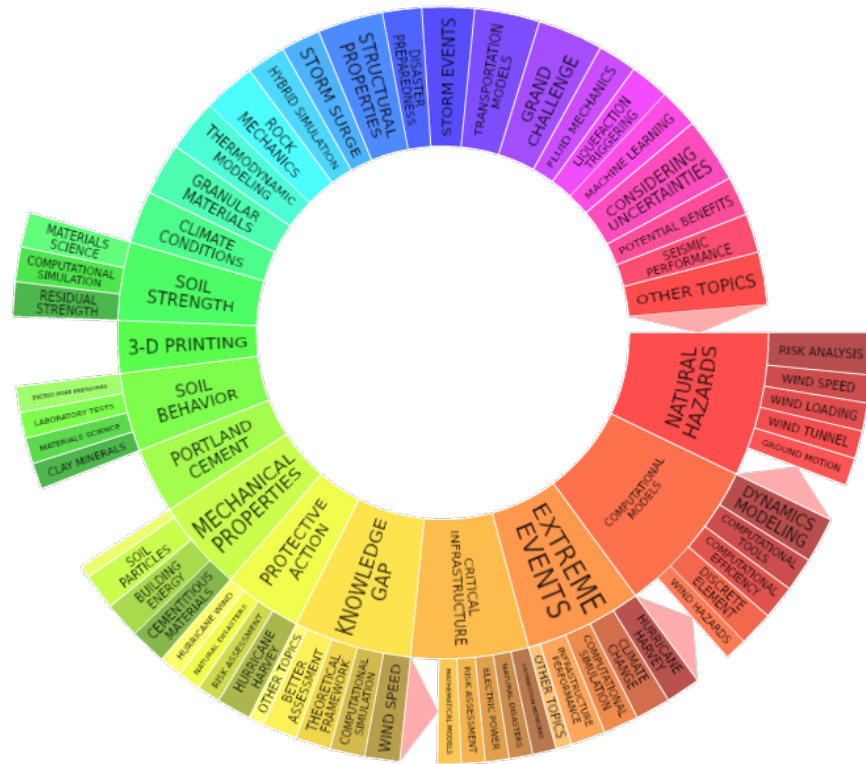 STORM EVENTS
TRANSPORTATION
MODELS
GRAND
CHALLENGE
FLUID MECHANICS
LIQUEFACTION
TRIGGERING
MACHINE LEARNING
CONSIDERING
UNCERTAINTIES
POTENTIAL BENEFITS
SEISMIC
PERFORMANCE
OTHER TOPICS
NATURAL
HAZARDS
RISK ANALYSIS
WIND SPEED
WIND LOADING
WIND TUNNEL
GROUND MOTION
COMPUTATIONAL
MODELS
DYNAMICS
MODELING
COMPUTATIONAL
TOOLS
COMPUTATIONAL
EFFICIENCY
DISCRETE
ELEMENT
WIND HAZARDS
EXTREME
EVENTS
HURRICANE
HARVEY
CLIMATE
CHANGE
COMPUTATIONAL
SIMULATION
INFRASTRUCTURE
PERFORMANCE
OTHER TOPICS
CRITICAL
INFRASTRUCTURE
NATURAL DISASTERS
ELECTRIC POWER
RISK ASSESSMENT
MATHEMATICAL MODELS
KNOWLEDGE
GAP
WIND SPEED
COMPUTATIONAL
SIMULATION
THEORETICAL
FRAMEWORK
BETTER
ASSESSMENT
OTHER TOPICS
PROTECTIVE
ACTION
HURRICANE
HARVEY
RISK ASSESSMENT
NATURAL DISASTERS
HURRICANE WIND
MECHANICAL
PROPERTIES
CEMENTITIOUS
MATERIALS
BUILDING
ENERGY
SOIL
PARTICLES
PORTLAND
CEMENT
SOIL
BEHAVIOR
CLAY MINERALS
MATERIALS SCIENCE
LABORATORY TESTS
EXCESS PORE PRESSURES
3-D PRINTING
SOIL
STRENGTH
RESIDUAL
STRENGTH
COMPUTATIONAL
SIMULATION
MATERIALS
SCIENCE
CLIMATE
CONDITIONS
GRANULAR
MATERIALS
THERMODYNAMIC
MODELING
ROCK
MECHANICS
HYBRID SIMULATION
STORM SURGE
STRUCTURAL
PROPERTIES
DISASTER
PREPAREDNESS